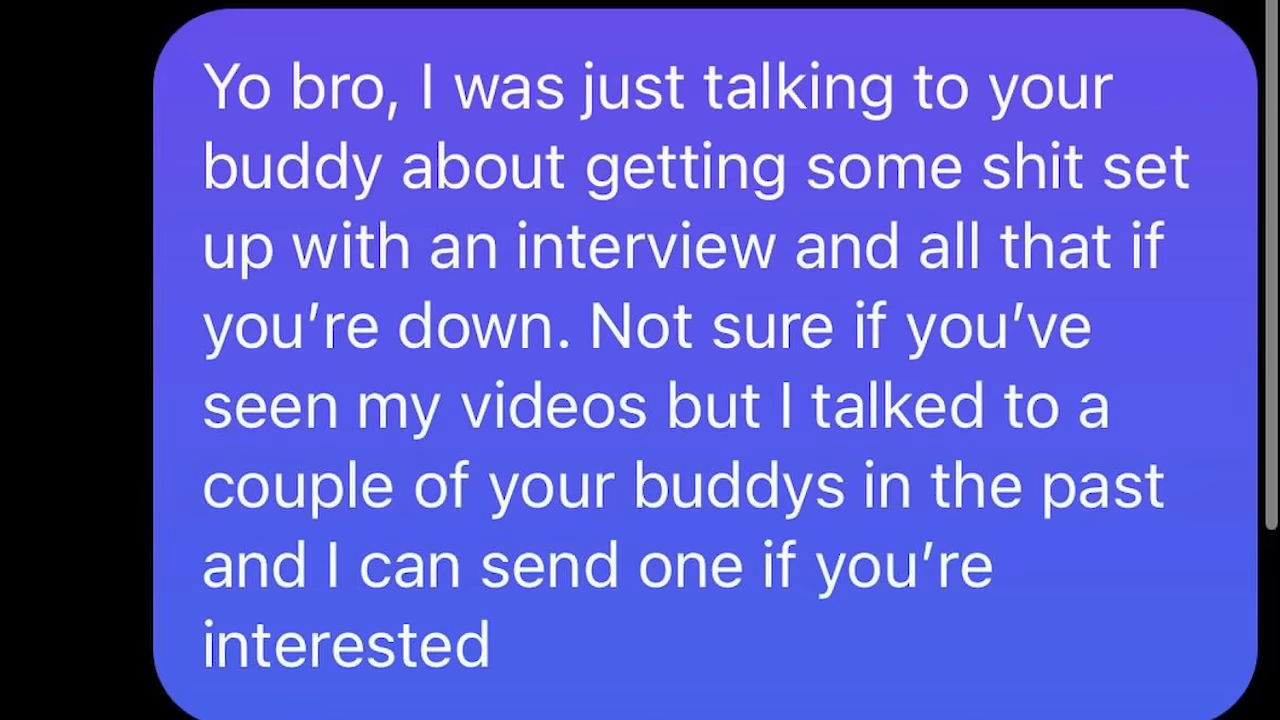 Yo bro, I was just talking to your
buddy about getting some shit set
up with an interview and all that if
you’re down. Not sure if you’ve
seen my videos but I talked to a
couple of your buddys in the past
and I can send one if you’re
interested